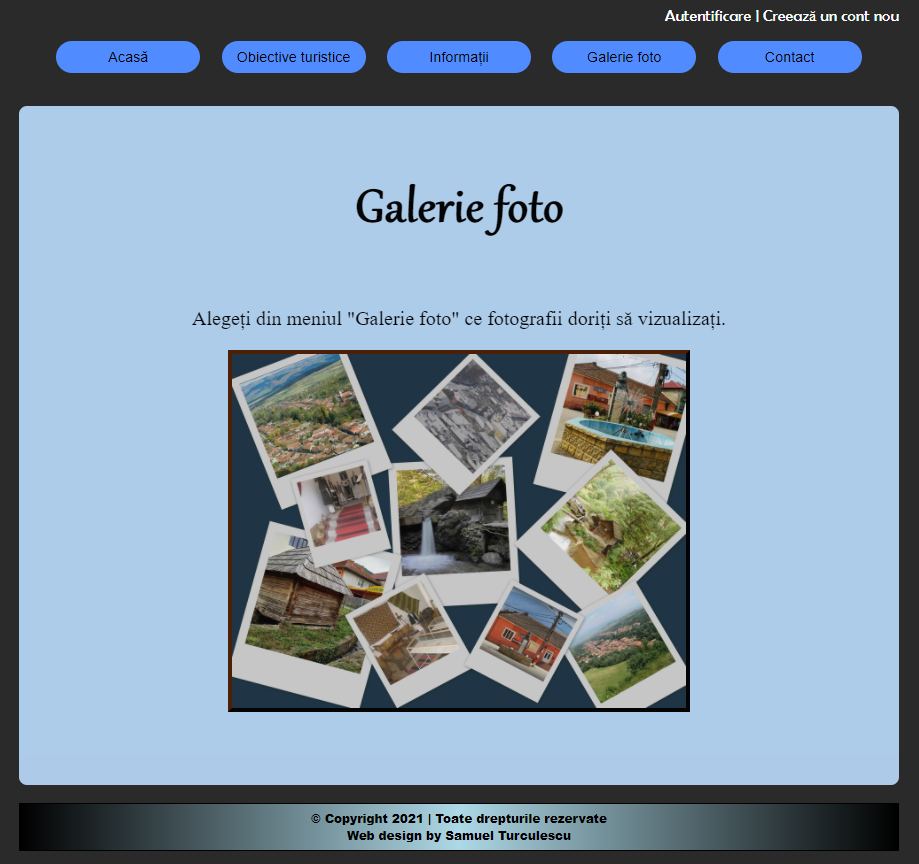 Autentificare | Creează un cont nou
Acasă
Obiective turistice
Informații
Galerie foto
Contact
Galerie foto
Alegeți din meniul "Galerie foto" ce fotografii doriți să vizualizați.
© Copyright 2021 | Toate drepturile rezervate
Web design by Samuel Turculescu